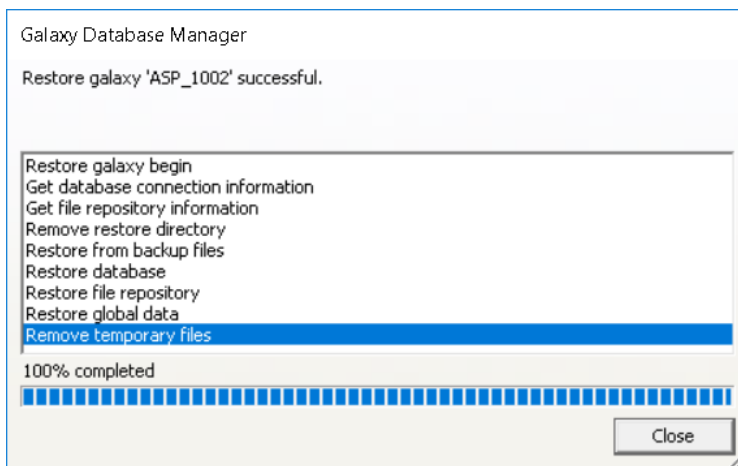 Galaxy Database Manager
Restore galaxy 'ASP_1002' successful.
Restore galaxy begin
Get database connection information
Get file repository information
Remove restore directory
Restore from backup files
Restore database
Restore file repository
Restore global data
Remove temporary files
100% completed
Close